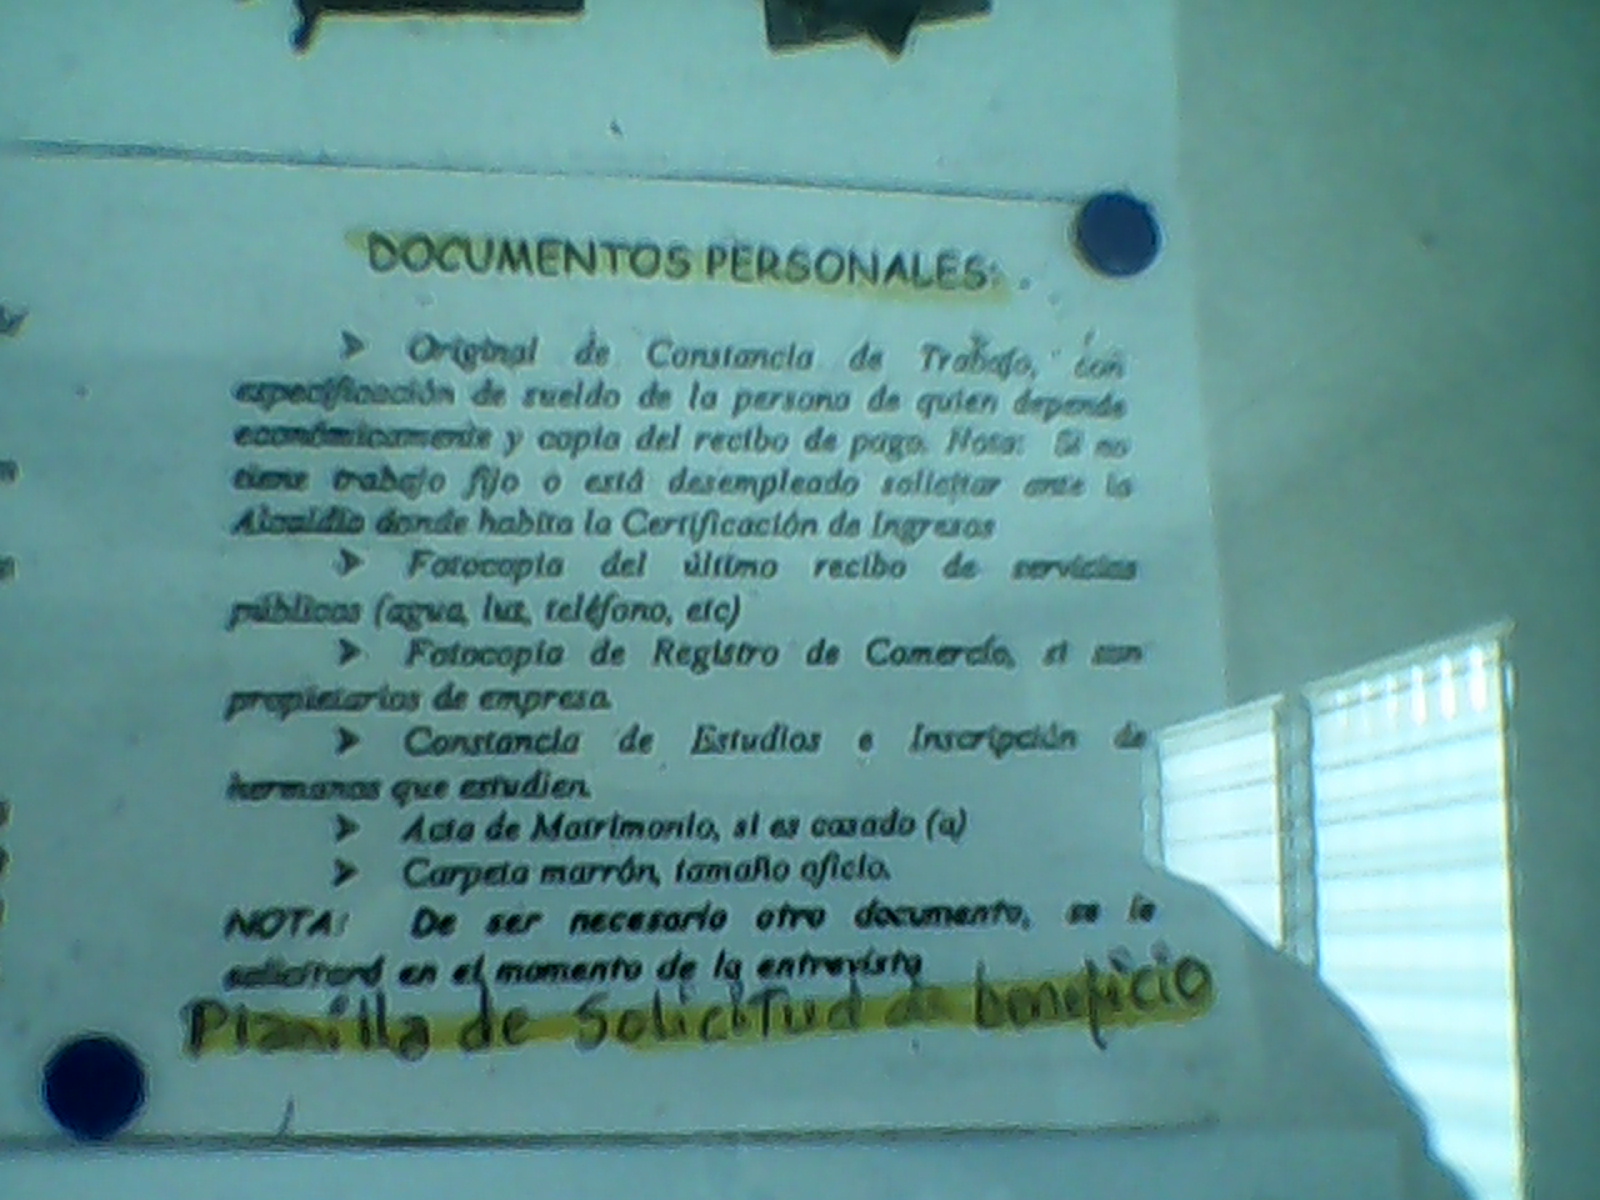 DOCUMENTOS PERSONALES:
➤ Original de Constancia de Trabajo, con
especificación de sueldo de la persona de quien depende
económicamente y copia del recibo de pago. Nota: Si no
tiene trabajo fijo o está desempleado solicitar ante la
Alcaldía donde habita la Certificación de Ingresos
➤ Fotocopia del último recibo de servicios
públicos (agua, luz, teléfono, etc)
➤ Fotocopia de Registro de Comercio, si son
propietarios de empresa.
➤ Constancia de Estudios e Inscripción de
hermanos que estudien.
➤ Acta de Matrimonio, si es casado (a)
➤ Carpeta marrón, tamaño oficio.
NOTA: De ser necesario otro documento, se le
solicitará en el momento de la entrevista
Planilla de Solicitud de beneficio